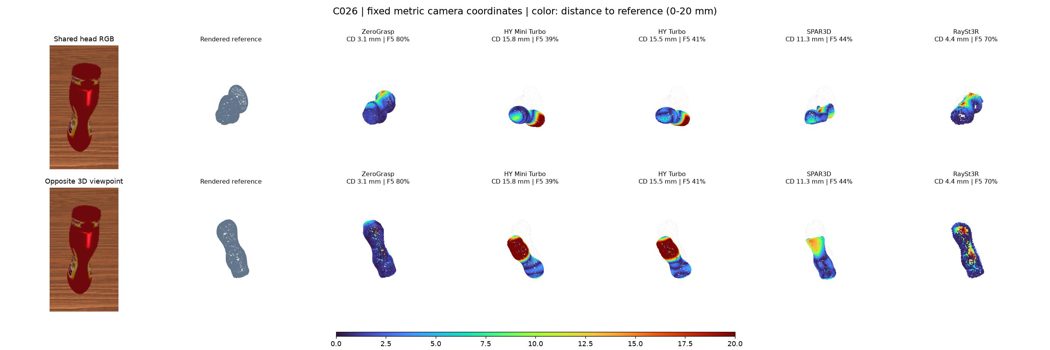 C026 | fixed metric camera coordinates | color: distance to reference (0-20 mm)
Shared head RGB
Rendered reference
ZeroGrasp
CD 3.1 mm | F5 80%
HY Mini Turbo
CD 15.8 mm | F5 39%
HY Turbo
CD 15.5 mm | F5 41%
SPAR3D
CD 11.3 mm | F5 44%
RaySt3R
CD 4.4 mm | F5 70%
Opposite 3D viewpoint
Rendered reference
ZeroGrasp
CD 3.1 mm | F5 80%
HY Mini Turbo
CD 15.8 mm | F5 39%
HY Turbo
CD 15.5 mm | F5 41%
SPAR3D
CD 11.3 mm | F5 44%
RaySt3R
CD 4.4 mm | F5 70%
0.0 2.5 5.0 7.5 10.0 12.5 15.0 17.5 20.0